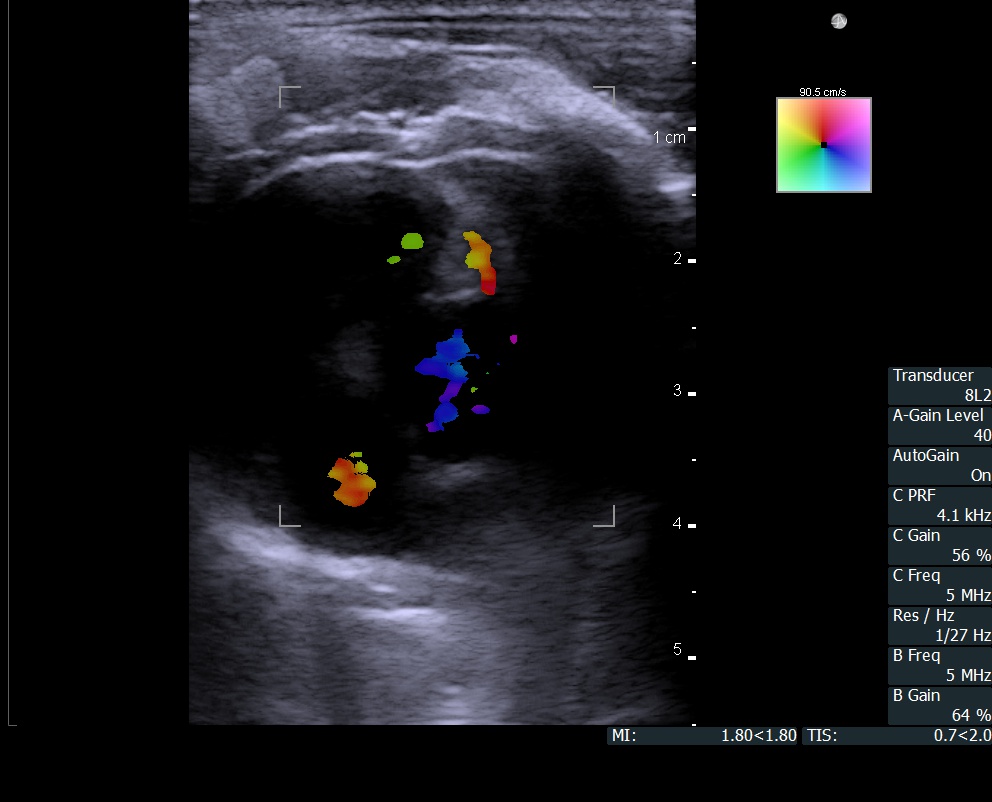 90.5 cm/s
1 cm
2
3
4
5
Transducer
8L2
A-Gain Level
40
AutoGain
On
C PRF
4.1 kHz
C Gain
56 %
C Freq
5 MHz
Res / Hz
1/27 Hz
B Freq
5 MHz
B Gain
64 %
MI: 1.80<1.80 TIS: 0.7<2.0